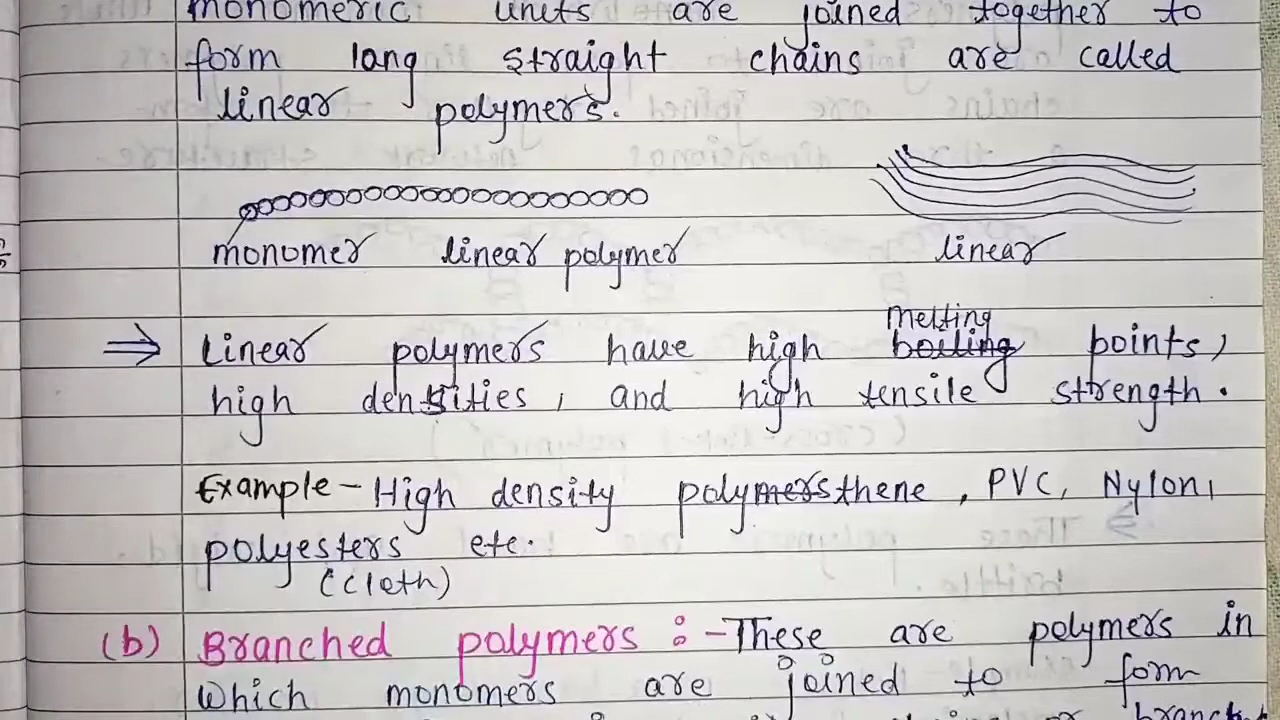 monomeric units are joined together to
form long straight chains are called
linear polymers.
monomer linear polymer linear
melting
⇒ Linear polymers have high boiling points,
high densities, and high tensile strength.
Example - High density polymersthene, PVC, Nylon,
polyesters etc.
(cloth)
(b) Branched polymers :- These are polymers in
which monomers are joined to form